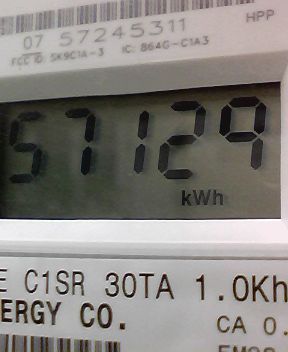 HPP
07 57245311
FCC ID: SK9C1A-3 IC: 864G-C1A3
57129
kWh
E C1SR 30TA 1.0Kh
ERGY CO.
CA 0.